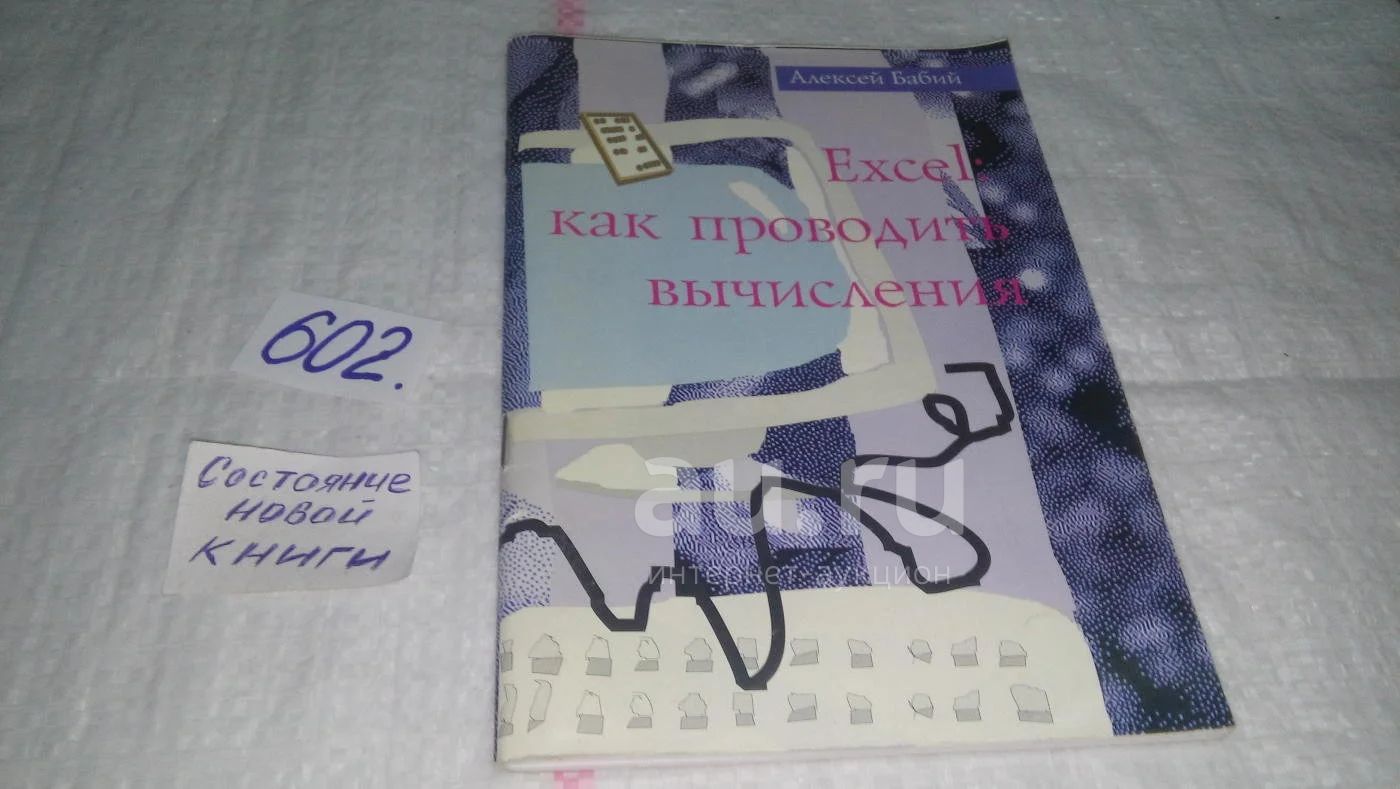 Алексей Бабий
Excel:
как проводить
вычисления
602.
Состояние
новой
книги
au.ru
интернет-аукцион